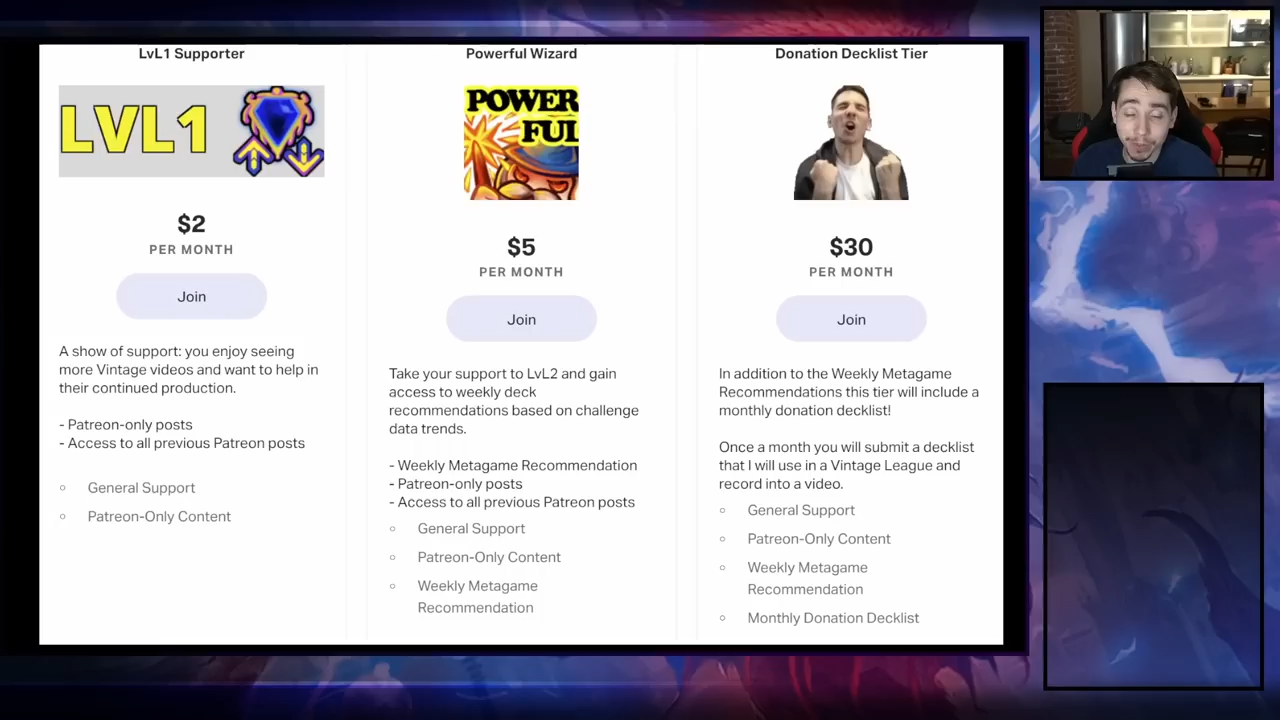 LvL1 Supporter
LVL1
$2
PER MONTH
Join
A show of support: you enjoy seeing
more Vintage videos and want to help in
their continued production.
- Patreon-only posts
- Access to all previous Patreon posts
General Support
Patreon-Only Content
Powerful Wizard
POWER
FUL
$5
PER MONTH
Join
Take your support to LvL2 and gain
access to weekly deck
recommendations based on challenge
data trends.
- Weekly Metagame Recommendation
- Patreon-only posts
- Access to all previous Patreon posts
General Support
Patreon-Only Content
Weekly Metagame
Recommendation
Donation Decklist Tier
$30
PER MONTH
Join
In addition to the Weekly Metagame
Recommendations this tier will include a
monthly donation decklist!
Once a month you will submit a decklist
that I will use in a Vintage League and
record into a video.
General Support
Patreon-Only Content
Weekly Metagame
Recommendation
Monthly Donation Decklist